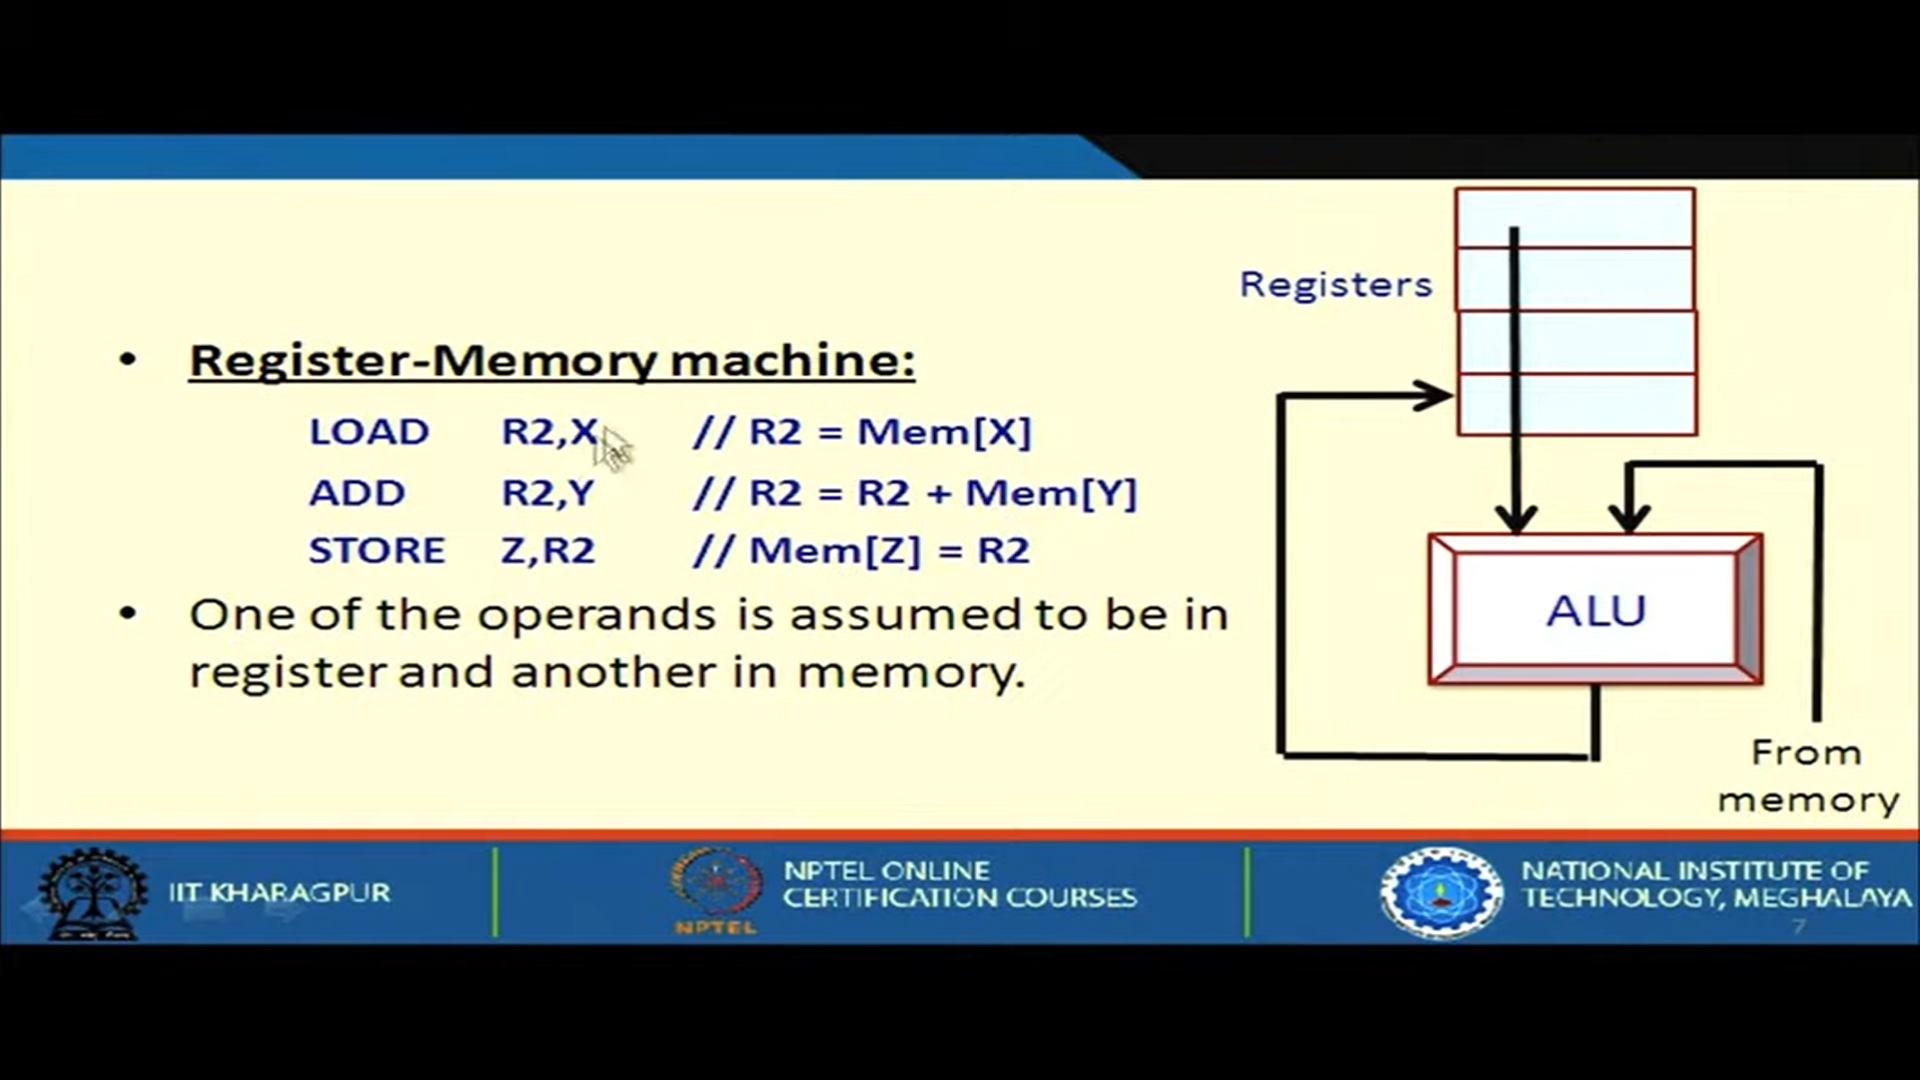 Registers
• Register-Memory machine:
LOAD R2,X // R2 = Mem[X]
ADD R2,Y // R2 = R2 + Mem[Y]
STORE Z,R2 // Mem[Z] = R2
• One of the operands is assumed to be in
register and another in memory.
ALU
From
memory
IIT KHARAGPUR
NPTEL
NPTEL ONLINE
CERTIFICATION COURSES
NATIONAL INSTITUTE OF
TECHNOLOGY, MEGHALAYA
7